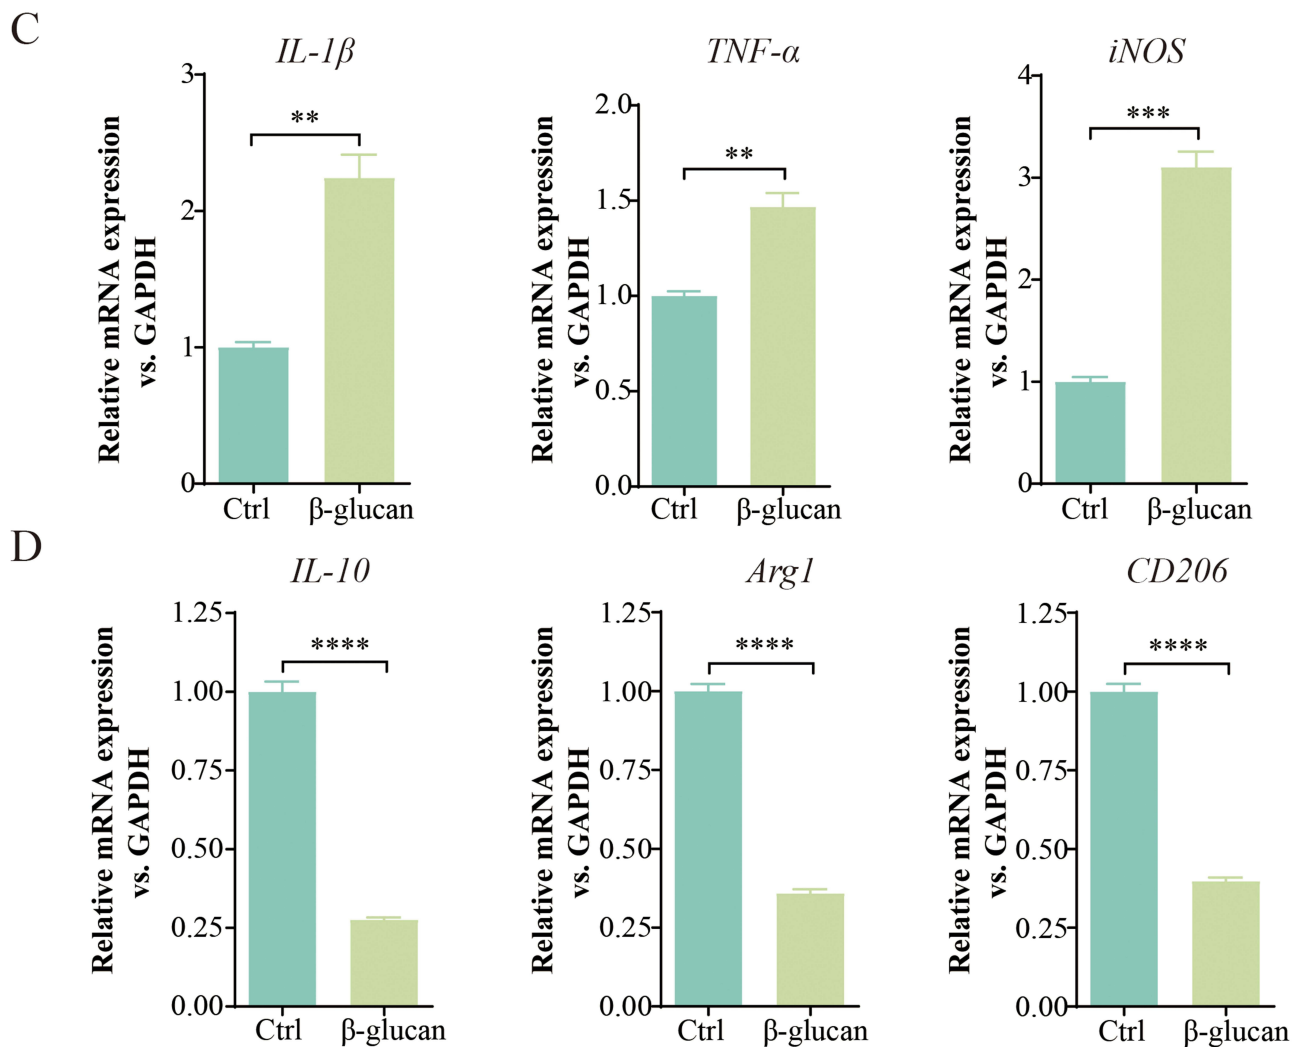 C
IL-1β
Relative mRNA expression
vs. GAPDH
3
2
1
0
**
Ctrl
β-glucan
TNF-α
Relative mRNA expression
vs. GAPDH
2.0
1.5
1.0
0.5
0.0
**
Ctrl
β-glucan
iNOS
Relative mRNA expression
vs. GAPDH
4
3
2
1
0
***
Ctrl
β-glucan
D
IL-10
Relative mRNA expression
vs. GAPDH
1.25
1.00
0.75
0.50
0.25
0.00
****
Ctrl
β-glucan
Arg1
Relative mRNA expression
vs. GAPDH
1.25
1.00
0.75
0.50
0.25
0.00
****
Ctrl
β-glucan
CD206
Relative mRNA expression
vs. GAPDH
1.25
1.00
0.75
0.50
0.25
0.00
****
Ctrl
β-glucan